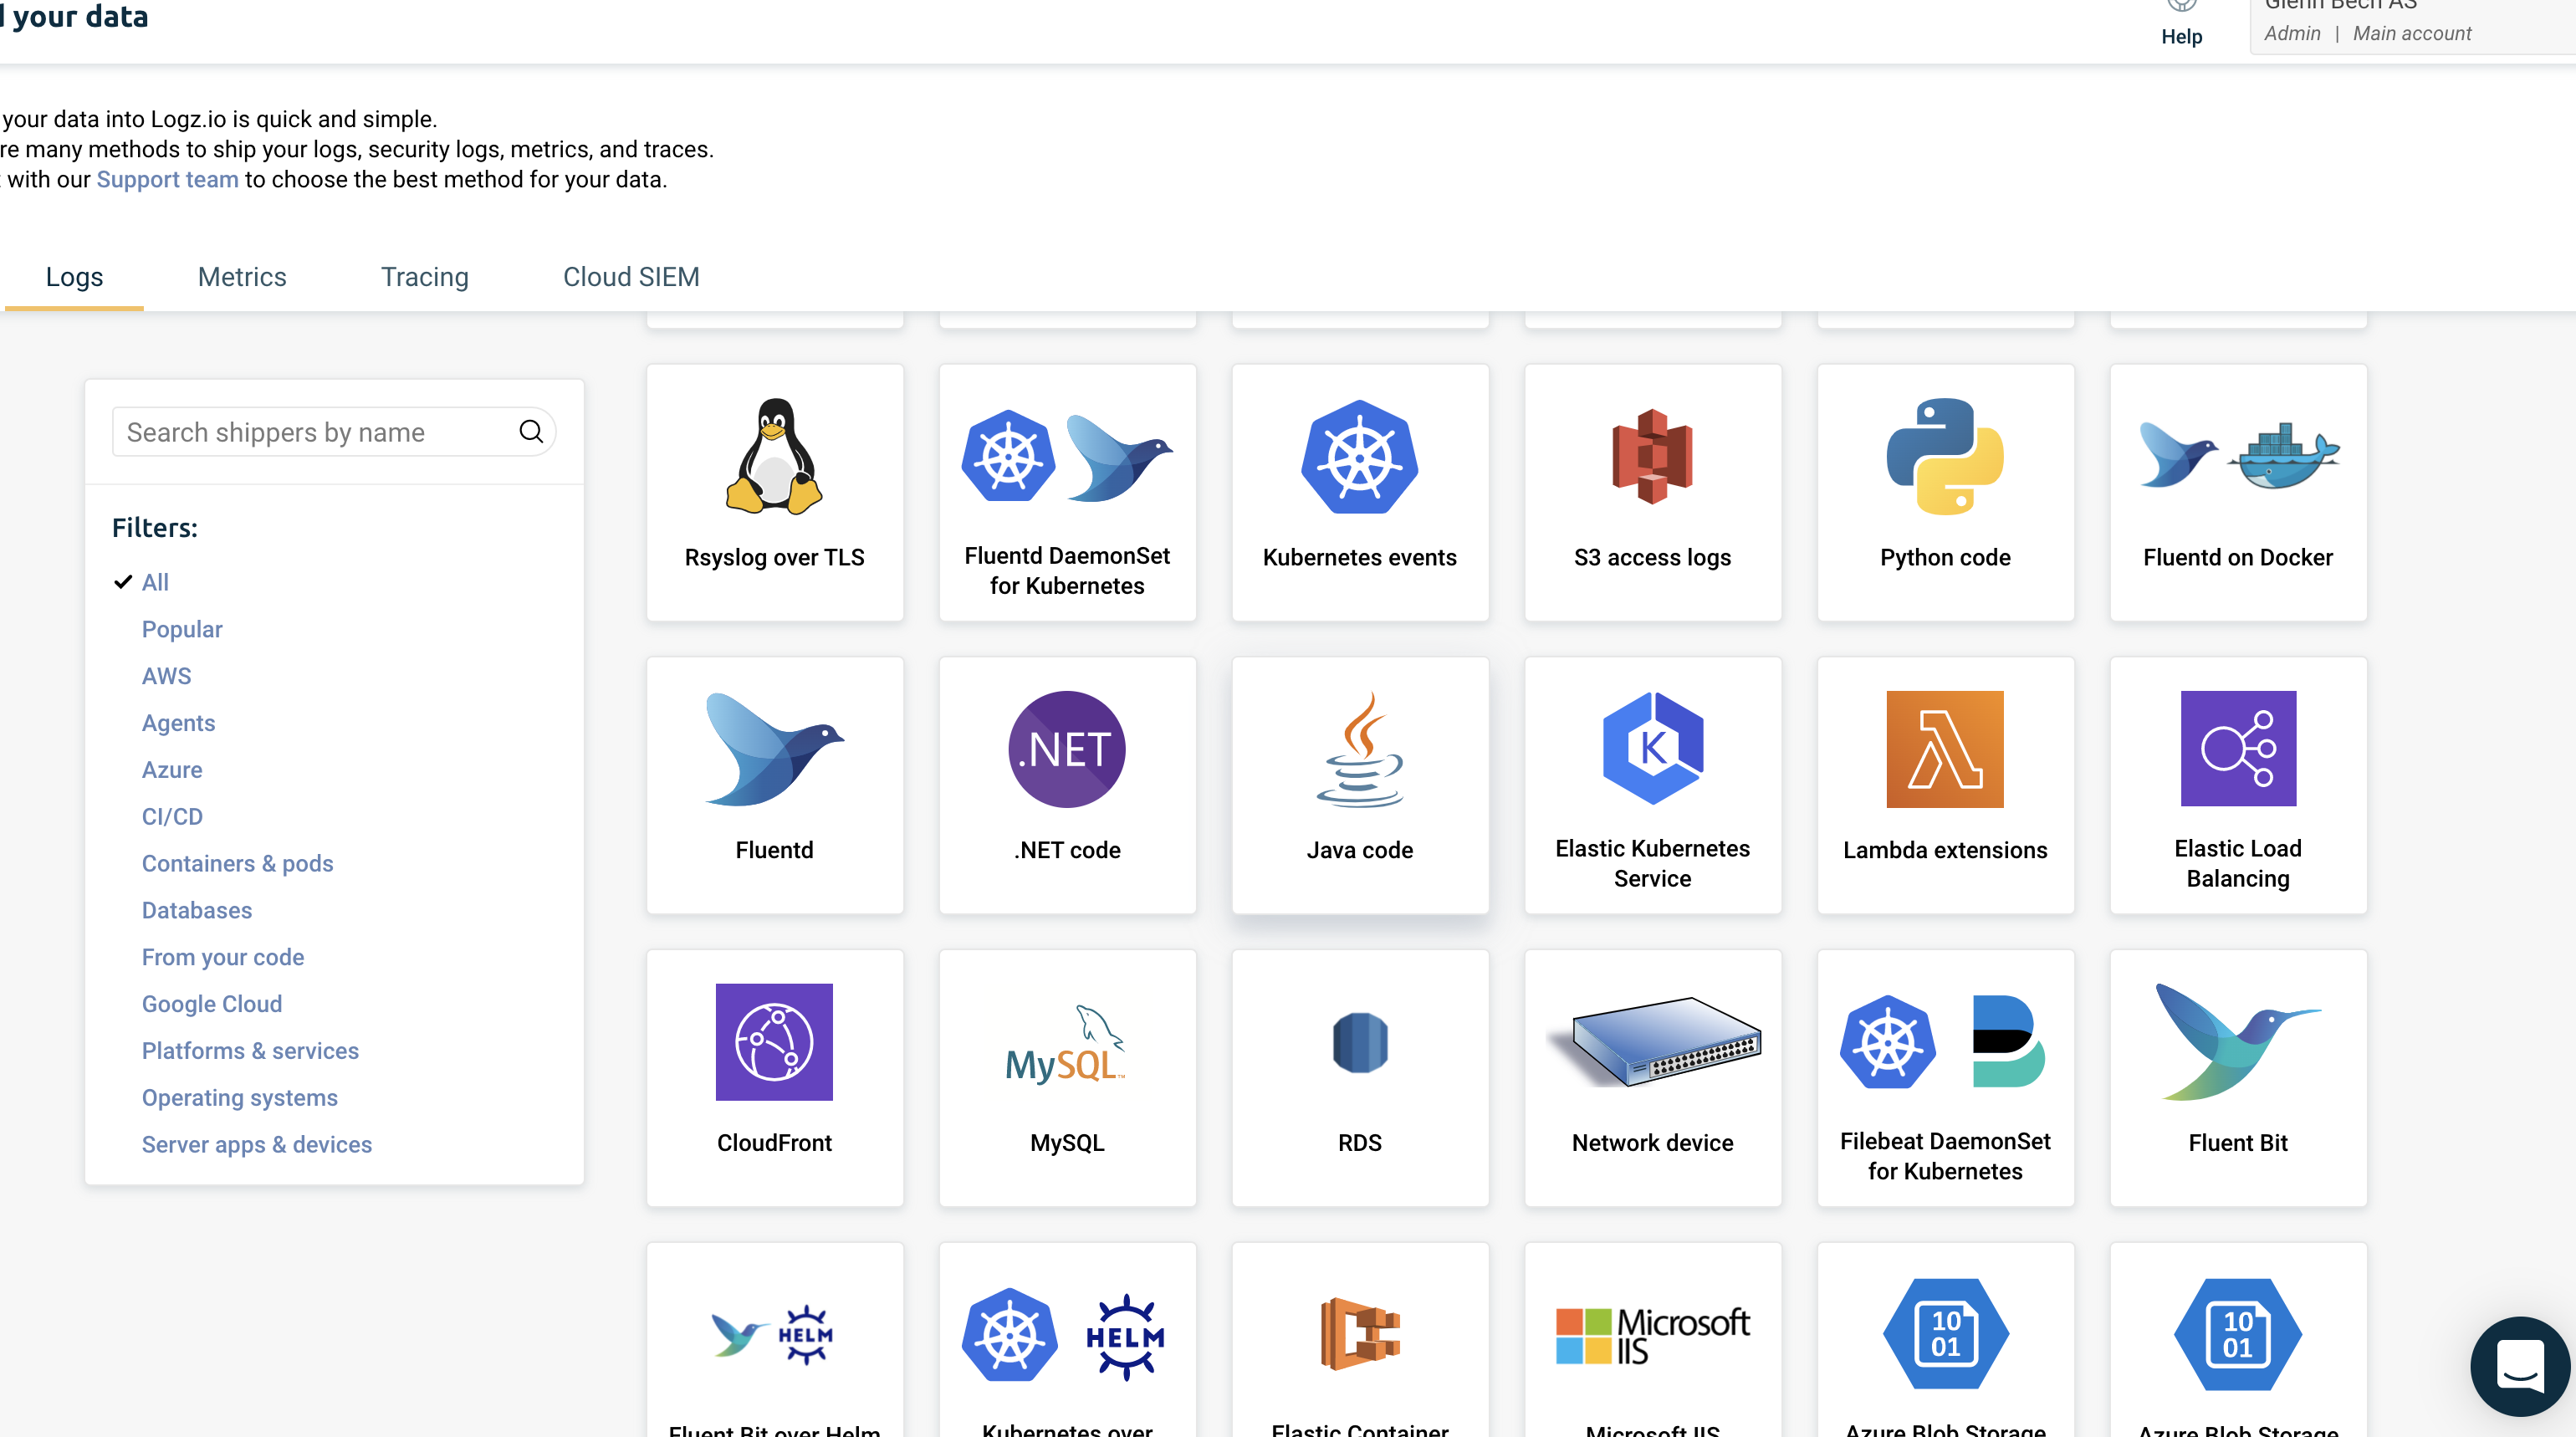 your data
Glenn Bech AS
Help
Admin | Main account
your data into Logz.io is quick and simple.
re many methods to ship your logs, security logs, metrics, and traces.
with our Support team to choose the best method for your data.
Logs
Metrics
Tracing
Cloud SIEM
Search shippers by name
Filters:
All
Popular
AWS
Agents
Azure
CI/CD
Containers & pods
Databases
From your code
Google Cloud
Platforms & services
Operating systems
Server apps & devices
Rsyslog over TLS
Fluentd DaemonSet
for Kubernetes
Kubernetes events
S3 access logs
Python code
Fluentd on Docker
Fluentd
.NET
.NET code
Java code
K
Elastic Kubernetes
Service
Lambda extensions
Elastic Load
Balancing
CloudFront
MySQL™
MySQL
RDS
Network device
Filebeat DaemonSet
for Kubernetes
Fluent Bit
HELM
Fluent Bit over Helm
HELM
Kubernetes over
Elastic Container
Microsoft
IIS
Microsoft IIS
10
01
Azure Blob Storage
10
01
Azure Blob Storage